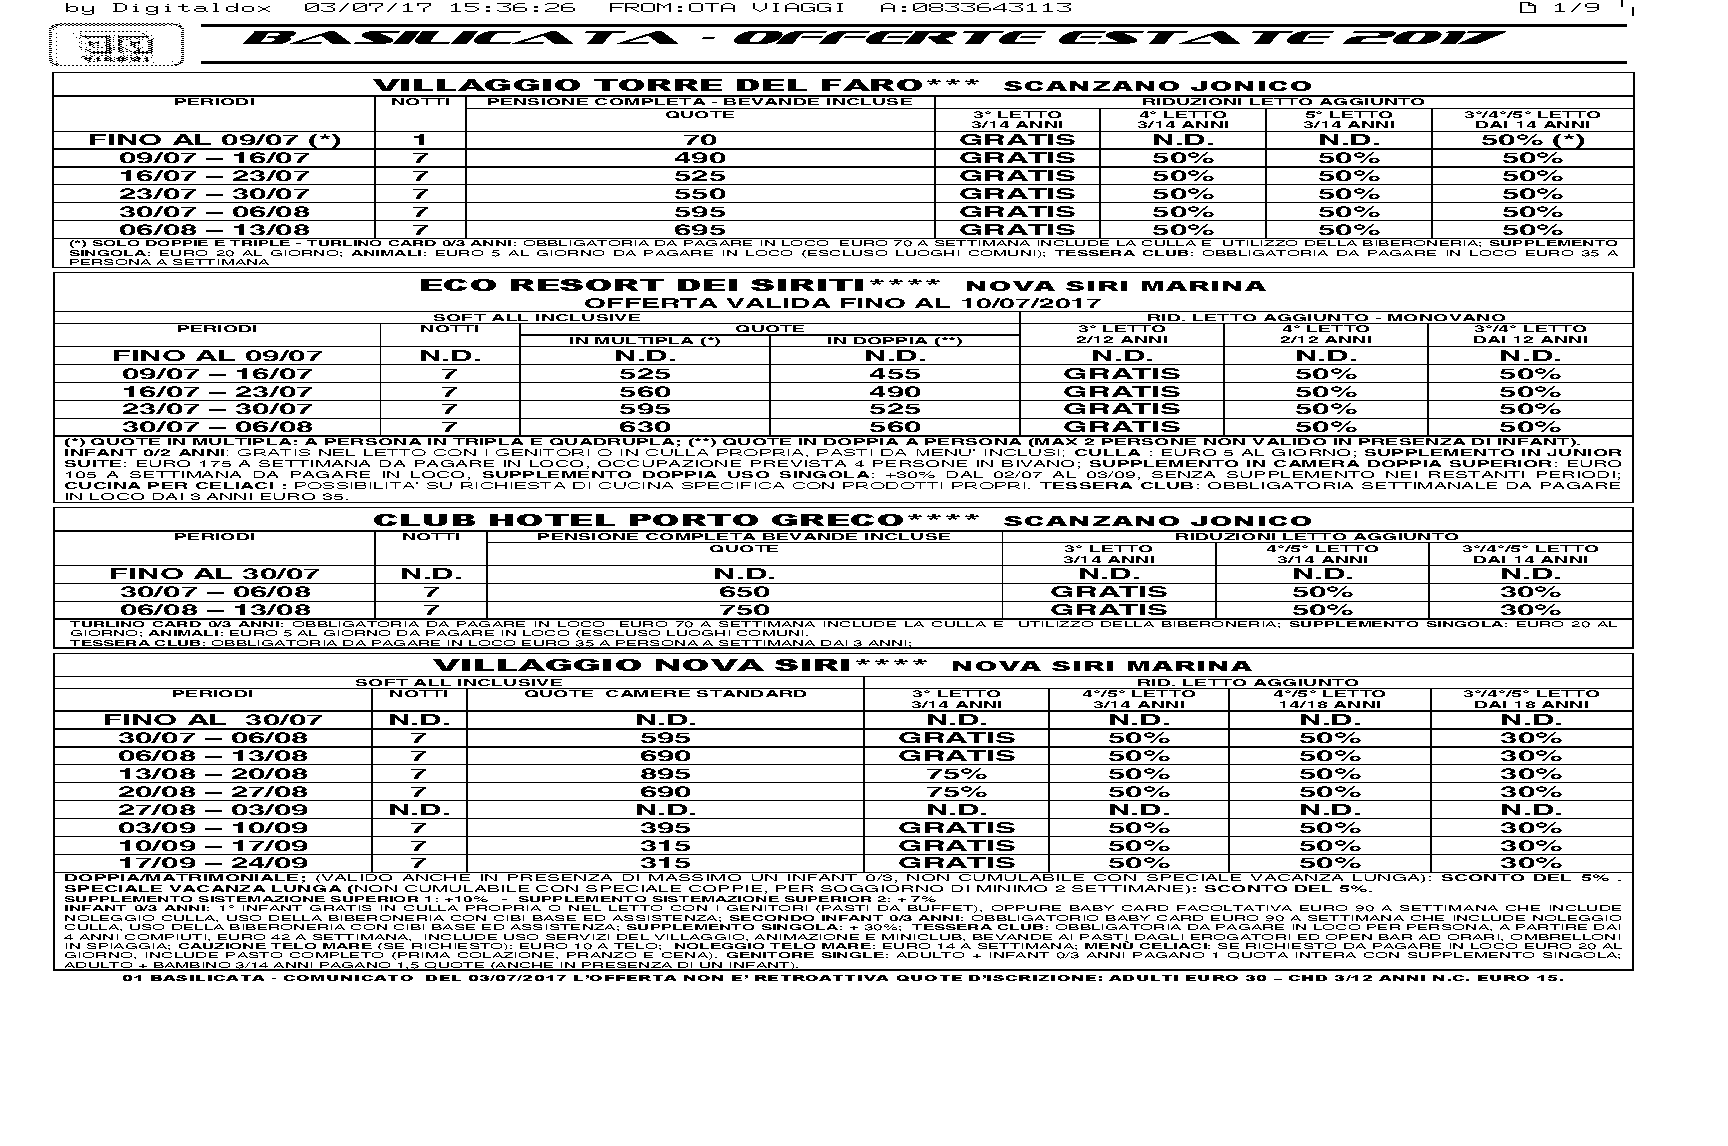 by Digitaldox 03/07/17 15:36:26 FROM:OTA VIAGGI A:0833643113 1/9
VIAGGI
BASILICATA - OFFERTE ESTATE 2017
VILLAGGIO TORRE DEL FARO*** SCANZANO JONICO
PERIODI NOTTI PENSIONE COMPLETA - BEVANDE INCLUSE RIDUZIONI LETTO AGGIUNTO
QUOTE 3° LETTO 4° LETTO 5° LETTO 3°/4°/5° LETTO
3/14 ANNI 3/14 ANNI 3/14 ANNI DAI 14 ANNI
FINO AL 09/07 (*) 1 70 GRATIS N.D. N.D. 50% (*)
09/07 – 16/07 7 490 GRATIS 50% 50% 50%
16/07 – 23/07 7 525 GRATIS 50% 50% 50%
23/07 – 30/07 7 550 GRATIS 50% 50% 50%
30/07 – 06/08 7 595 GRATIS 50% 50% 50%
06/08 – 13/08 7 695 GRATIS 50% 50% 50%
(*) SOLO DOPPIE E TRIPLE - TURLINO CARD 0/3 ANNI: OBBLIGATORIA DA PAGARE IN LOCO EURO 70 A SETTIMANA INCLUDE LA CULLA E UTILIZZO DELLA BIBERONERIA; SUPPLEMENTO
SINGOLA: EURO 20 AL GIORNO; ANIMALI: EURO 5 AL GIORNO DA PAGARE IN LOCO (ESCLUSO LUOGHI COMUNI); TESSERA CLUB: OBBLIGATORIA DA PAGARE IN LOCO EURO 35 A
PERSONA A SETTIMANA
ECO RESORT DEI SIRITI**** NOVA SIRI MARINA
OFFERTA VALIDA FINO AL 10/07/2017
SOFT ALL INCLUSIVE RID. LETTO AGGIUNTO - MONOVANO
PERIODI NOTTI QUOTE 3° LETTO 4° LETTO 3°/4° LETTO
IN MULTIPLA (*) IN DOPPIA (**) 2/12 ANNI 2/12 ANNI DAI 12 ANNI
FINO AL 09/07 N.D. N.D. N.D. N.D. N.D. N.D.
09/07 – 16/07 7 525 455 GRATIS 50% 50%
16/07 – 23/07 7 560 490 GRATIS 50% 50%
23/07 – 30/07 7 595 525 GRATIS 50% 50%
30/07 – 06/08 7 630 560 GRATIS 50% 50%
(*) QUOTE IN MULTIPLA: A PERSONA IN TRIPLA E QUADRUPLA; (**) QUOTE IN DOPPIA A PERSONA (MAX 2 PERSONE NON VALIDO IN PRESENZA DI INFANT).
INFANT 0/2 ANNI: GRATIS NEL LETTO CON I GENITORI O IN CULLA PROPRIA, PASTI DA MENU' INCLUSI; CULLA : EURO 5 AL GIORNO; SUPPLEMENTO IN JUNIOR
SUITE: EURO 175 A SETTIMANA DA PAGARE IN LOCO, OCCUPAZIONE PREVISTA 4 PERSONE IN BIVANO; SUPPLEMENTO IN CAMERA DOPPIA SUPERIOR: EURO
105 A SETTIMANA DA PAGARE IN LOCO, SUPPLEMENTO DOPPIA USO SINGOLA: +30% DAL 02/07 AL 03/09, SENZA SUPPLEMENTO NEI RESTANTI PERIODI;
CUCINA PER CELIACI : POSSIBILITA' SU RICHIESTA DI CUCINA SPECIFICA CON PRODOTTI PROPRI. TESSERA CLUB: OBBLIGATORIA SETTIMANALE DA PAGARE
IN LOCO DAI 3 ANNI EURO 35.
CLUB HOTEL PORTO GRECO**** SCANZANO JONICO
PERIODI NOTTI PENSIONE COMPLETA BEVANDE INCLUSE RIDUZIONI LETTO AGGIUNTO
QUOTE 3° LETTO 4°/5° LETTO 3°/4°/5° LETTO
3/14 ANNI 3/14 ANNI DAI 14 ANNI
FINO AL 30/07 N.D. N.D. N.D. N.D. N.D.
30/07 – 06/08 7 650 GRATIS 50% 30%
06/08 – 13/08 7 750 GRATIS 50% 30%
TURLINO CARD 0/3 ANNI: OBBLIGATORIA DA PAGARE IN LOCO EURO 70 A SETTIMANA INCLUDE LA CULLA E UTILIZZO DELLA BIBERONERIA; SUPPLEMENTO SINGOLA: EURO 20 AL
GIORNO; ANIMALI: EURO 5 AL GIORNO DA PAGARE IN LOCO (ESCLUSO LUOGHI COMUNI.
TESSERA CLUB: OBBLIGATORIA DA PAGARE IN LOCO EURO 35 A PERSONA A SETTIMANA DAI 3 ANNI;
VILLAGGIO NOVA SIRI**** NOVA SIRI MARINA
SOFT ALL INCLUSIVE RID. LETTO AGGIUNTO
PERIODI NOTTI QUOTE CAMERE STANDARD 3° LETTO 4°/5° LETTO 4°/5° LETTO 3°/4°/5° LETTO
3/14 ANNI 3/14 ANNI 14/18 ANNI DAI 18 ANNI
FINO AL 30/07 N.D. N.D. N.D. N.D. N.D. N.D.
30/07 – 06/08 7 595 GRATIS 50% 50% 30%
06/08 – 13/08 7 690 GRATIS 50% 50% 30%
13/08 – 20/08 7 895 75% 50% 50% 30%
20/08 – 27/08 7 690 75% 50% 50% 30%
27/08 – 03/09 N.D. N.D. N.D. N.D. N.D. N.D.
03/09 – 10/09 7 395 GRATIS 50% 50% 30%
10/09 – 17/09 7 315 GRATIS 50% 50% 30%
17/09 – 24/09 7 315 GRATIS 50% 50% 30%
DOPPIA/MATRIMONIALE; (VALIDO ANCHE IN PRESENZA DI MASSIMO UN INFANT 0/3, NON CUMULABILE CON SPECIALE VACANZA LUNGA): SCONTO DEL 5% .
SPECIALE VACANZA LUNGA (NON CUMULABILE CON SPECIALE COPPIE, PER SOGGIORNO DI MINIMO 2 SETTIMANE): SCONTO DEL 5%.
SUPPLEMENTO SISTEMAZIONE SUPERIOR 1: +10% - SUPPLEMENTO SISTEMAZIONE SUPERIOR 2: +7%
INFANT 0/3 ANNI: 1° INFANT GRATIS IN CULLA PROPRIA O NEL LETTO CON I GENITORI (PASTI DA BUFFET), OPPURE BABY CARD FACOLTATIVA EURO 90 A SETTIMANA CHE INCLUDE
NOLEGGIO CULLA, USO DELLA BIBERONERIA CON CIBI BASE ED ASSISTENZA; SECONDO INFANT 0/3 ANNI: OBBLIGATORIO BABY CARD EURO 90 A SETTIMANA CHE INCLUDE NOLEGGIO
CULLA, USO DELLA BIBERONERIA CON CIBI BASE ED ASSISTENZA; SUPPLEMENTO SINGOLA: + 30%; TESSERA CLUB: OBBLIGATORIA DA PAGARE IN LOCO PER PERSONA, A PARTIRE DAI
4 ANNI COMPIUTI, EURO 42 A SETTIMANA, INCLUDE USO SERVIZI DEL VILLAGGIO, ANIMAZIONE E MINICLUB, BEVANDE AI PASTI DAGLI EROGATORI ED OPEN BAR AD ORARI, OMBRELLONI
IN SPIAGGIA; CAUZIONE TELO MARE (SE RICHIESTO): EURO 10 A TELO; NOLEGGIO TELO MARE: EURO 14 A SETTIMANA; MENÙ CELIACI: SE RICHIESTO DA PAGARE IN LOCO EURO 20 AL
GIORNO, INCLUDE PASTO COMPLETO (PRIMA COLAZIONE, PRANZO E CENA). GENITORE SINGLE: ADULTO + INFANT 0/3 ANNI PAGANO 1 QUOTA INTERA CON SUPPLEMENTO SINGOLA;
ADULTO + BAMBINO 3/14 ANNI PAGANO 1,5 QUOTE (ANCHE IN PRESENZA DI UN INFANT).
01 BASILICATA - COMUNICATO DEL 03/07/2017 L'OFFERTA NON E' RETROATTIVA QUOTE D'ISCRIZIONE: ADULTI EURO 30 – CHD 3/12 ANNI N.C. EURO 15.